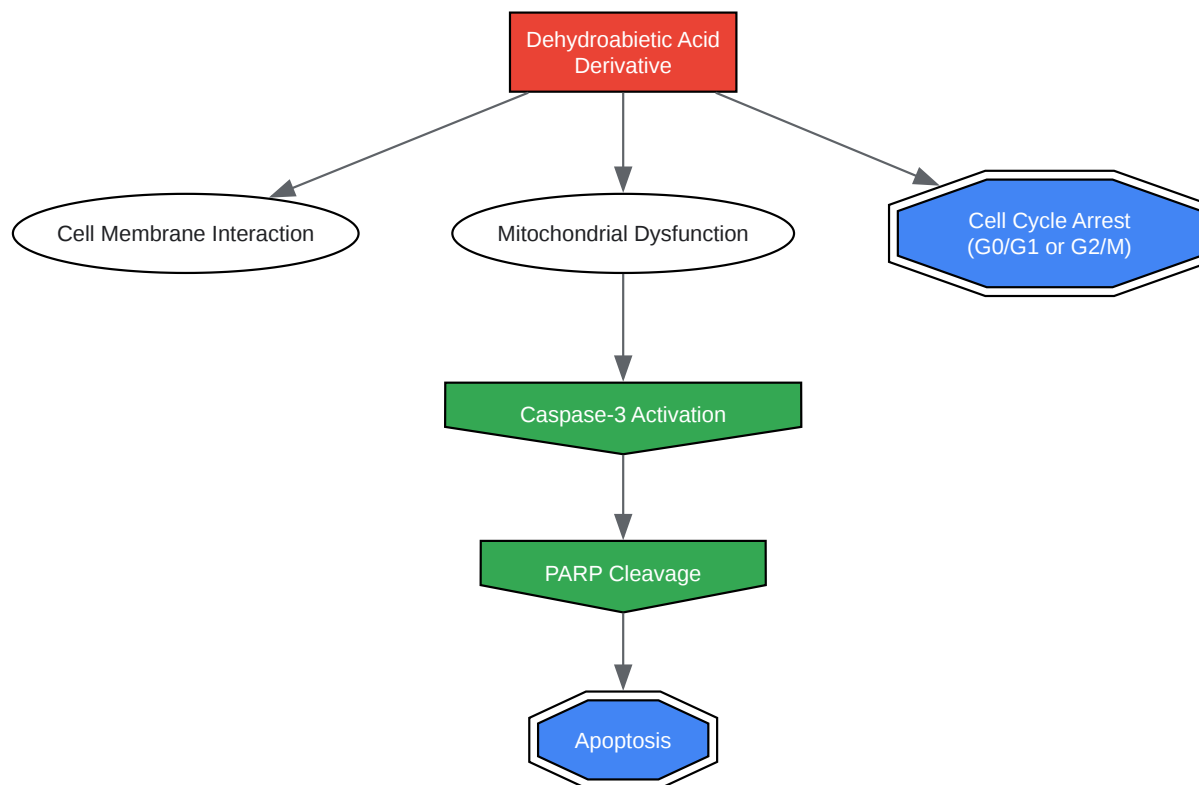 Dehydroabietic Acid
Derivative
Cell Membrane Interaction
Mitochondrial Dysfunction
Cell Cycle Arrest
(G0/G1 or G2/M)
Caspase-3 Activation
PARP Cleavage
Apoptosis